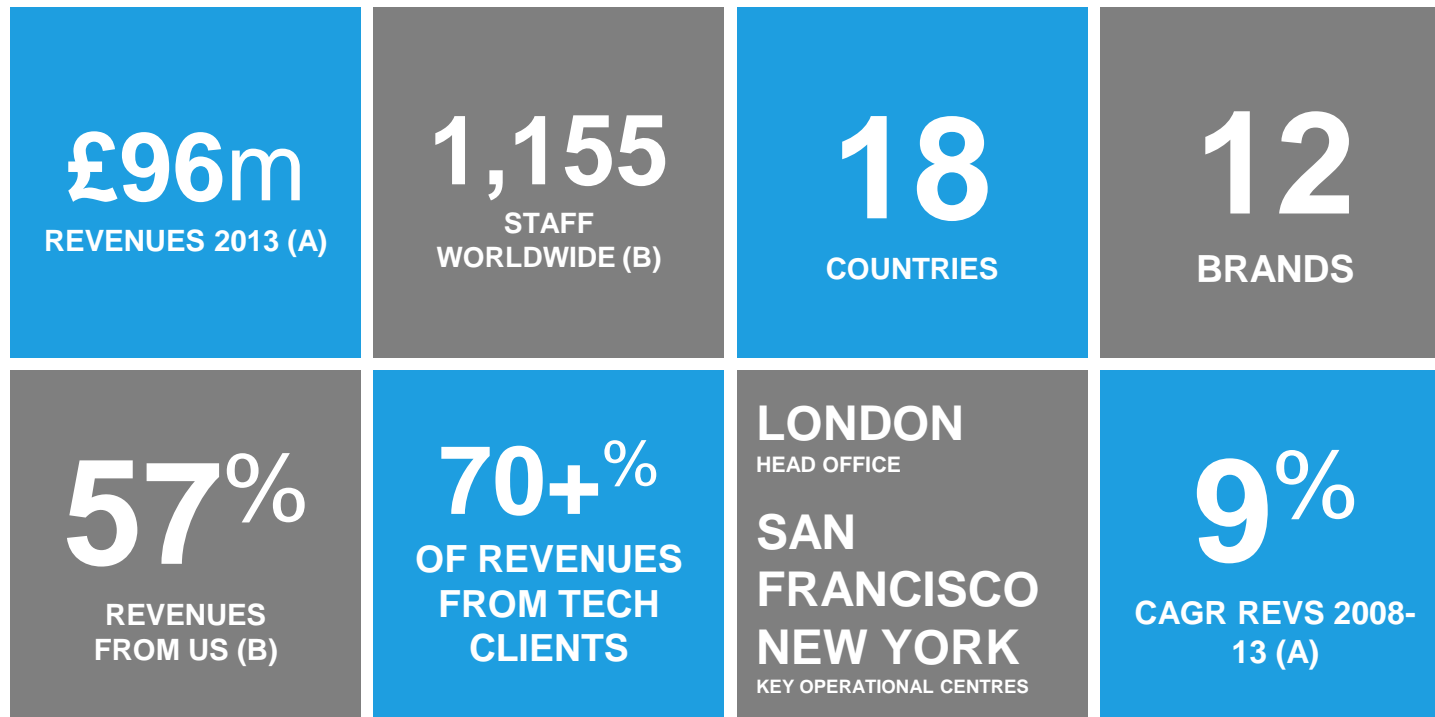 £96m
REVENUES 2013 (A)
1,155
STAFF
WORLDWIDE (B)
18
COUNTRIES
12
BRANDS
57%
REVENUES
FROM US (B)
70+%
OF REVENUES
FROM TECH
CLIENTS
LONDON
HEAD OFFICE
SAN
FRANCISCO
NEW YORK
KEY OPERATIONAL CENTRES
9%
CAGR REVS 2008-
13 (A)